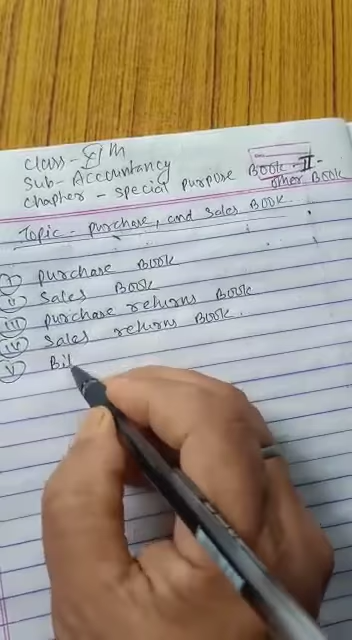 Class - XI M
Sub - Accountancy
Chapter - Special purpose Book - II -
other Book
Topic - purchase, and Sales Book.
(i) purchase Book
(ii) Sales Book
(iii) purchase returns Book
(iv) Sales returns Book.
(v) Bil